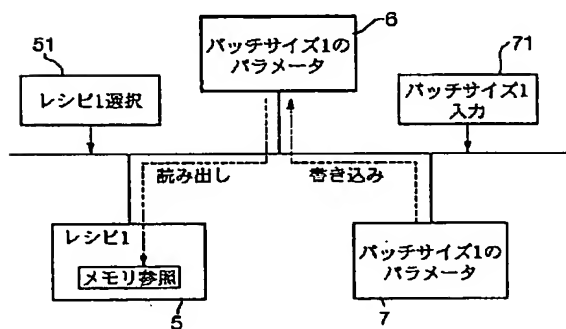 6
51
バッチサイズ1の
パラメータ
71
レシピ1選択
バッチサイズ1
入力
読み出し
書き込み
レシピ1
メモリ参照
バッチサイズ1の
パラメータ
5
7